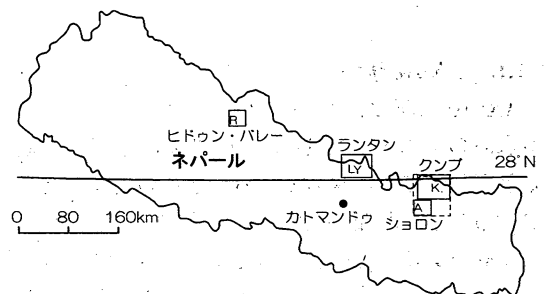 R
ヒドゥン・バレー
ネパール
ランタン
LY
クンブ
28°N
K.
A
ショロン
カトマンドゥ
0 80 160km